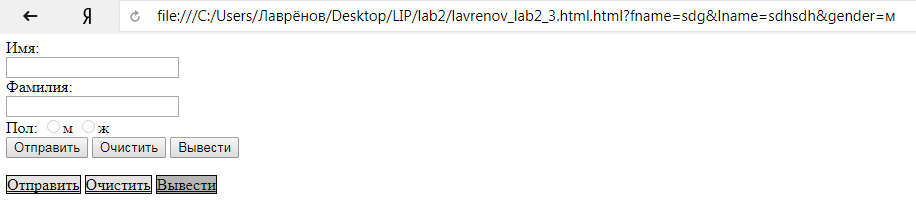 Я file:///C:/Users/Лаврёнов/Desktop/LIP/lab2/lavrenov_lab2_3.html.html?fname=sdg&lname=sdhsdh&gender=м
Имя:
Фамилия:
Пол: м ж
Отправить Очистить Вывести
Отправить Очистить Вывести